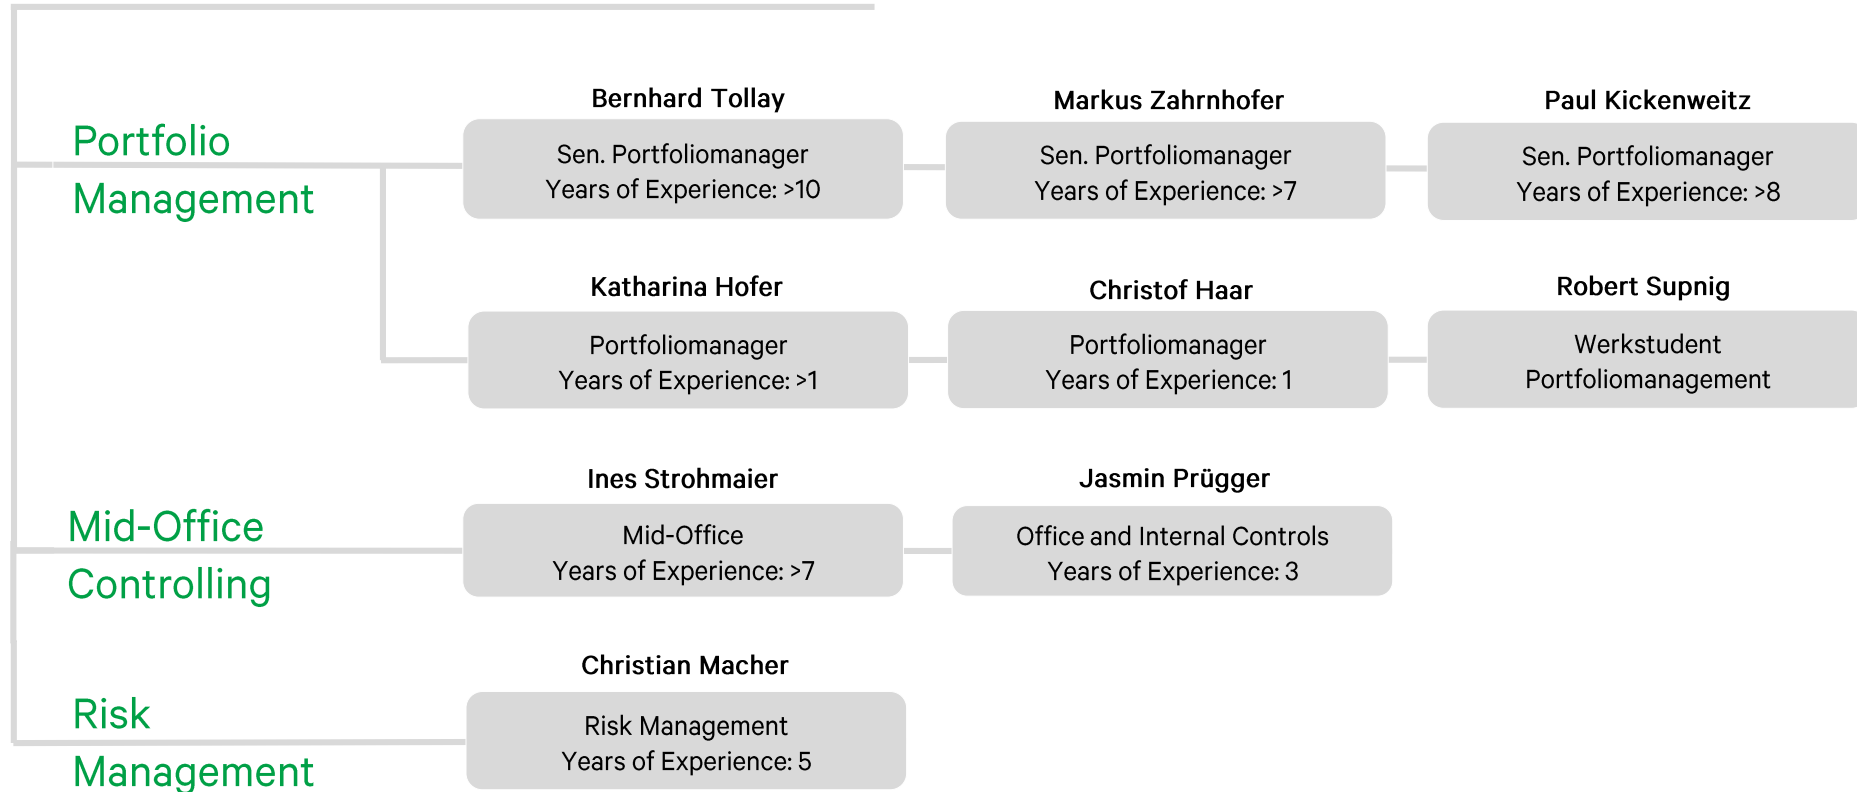 Portfolio
Management
Bernhard Tollay
Sen. Portfoliomanager
Years of Experience: >10
Markus Zahrnhofer
Sen. Portfoliomanager
Years of Experience: >7
Paul Kickenweitz
Sen. Portfoliomanager
Years of Experience: >8
Katharina Hofer
Portfoliomanager
Years of Experience: >1
Christof Haar
Portfoliomanager
Years of Experience: 1
Robert Supnig
Werkstudent
Portfoliomanagement
Mid-Office
Controlling
Ines Strohmaier
Mid-Office
Years of Experience: >7
Jasmin Prügger
Office and Internal Controls
Years of Experience: 3
Risk
Management
Christian Macher
Risk Management
Years of Experience: 5